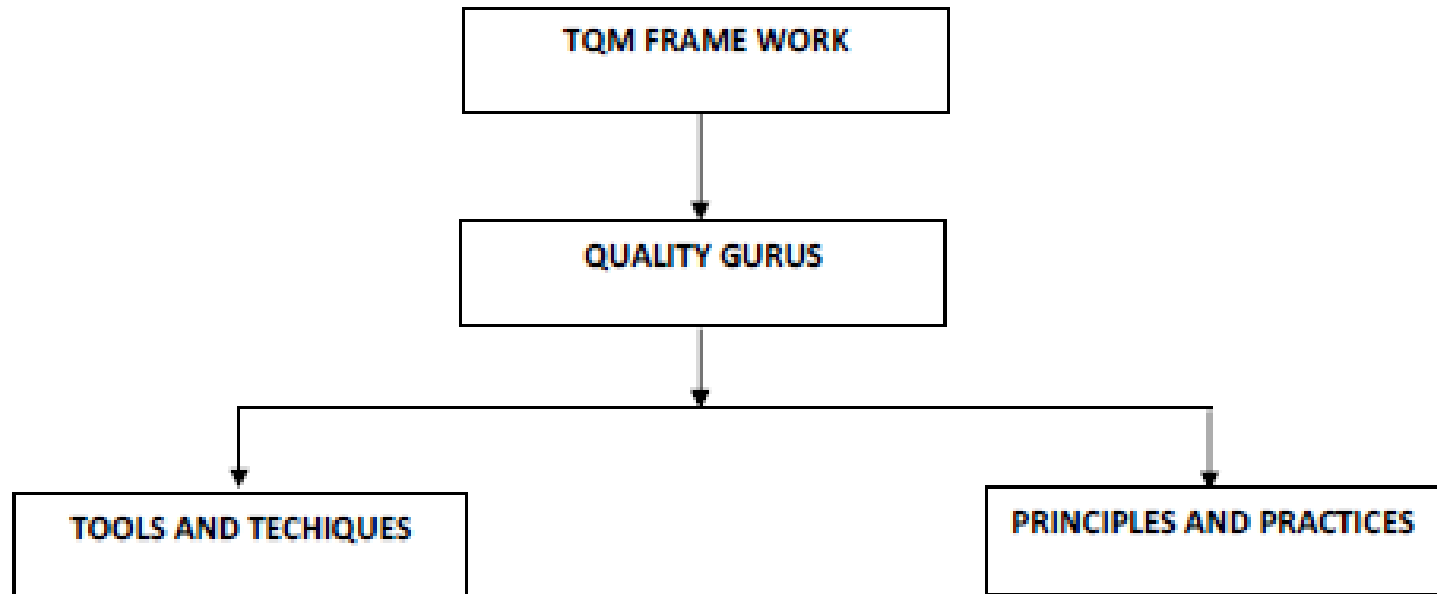 TQM FRAME WORK
QUALITY GURUS
TOOLS AND TECHIQUES
PRINCIPLES AND PRACTICES